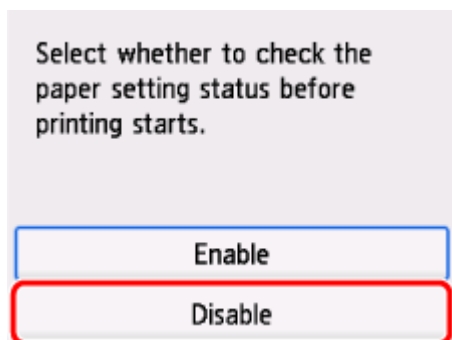 Select whether to check the
paper setting status before
printing starts.
Enable
Disable